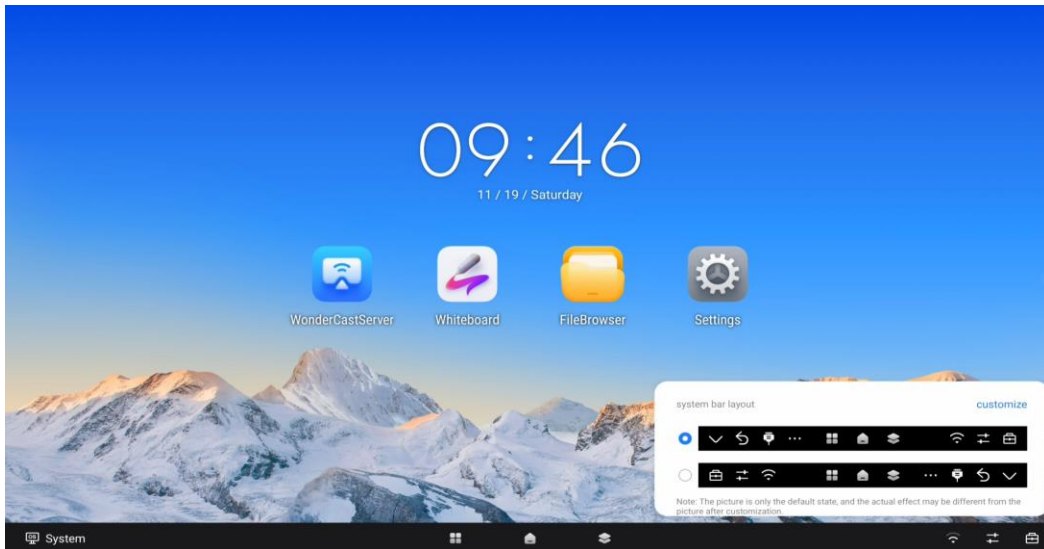 09:46
11 / 19 / Saturday
WonderCastServer Whiteboard FileBrowser Settings
system bar layout customize
Note: The picture is only the default state, and the actual effect may be different from the
picture after customization
OS System